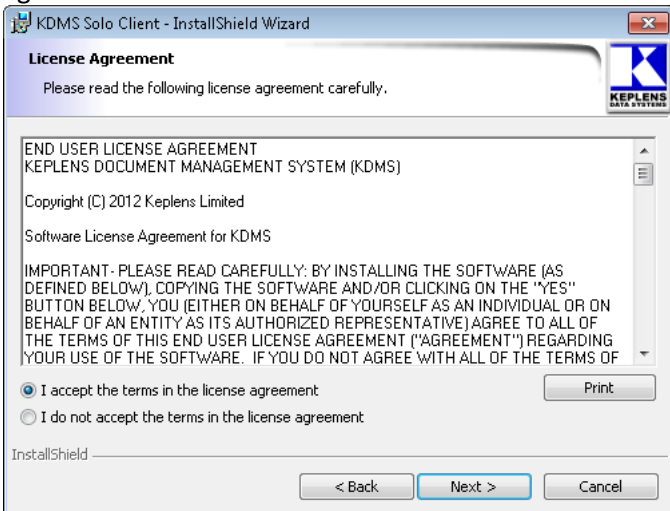 KDMS Solo Client - InstallShield Wizard
License Agreement
Please read the following license agreement carefully.
KEPLENS
DATA SYSTEMS
END USER LICENSE AGREEMENT
KEPLENS DOCUMENT MANAGEMENT SYSTEM (KDMS)
Copyright (C) 2012 Keplens Limited
Software License Agreement for KDMS
IMPORTANT- PLEASE READ CAREFULLY: BY INSTALLING THE SOFTWARE (AS
DEFINED BELOW), COPYING THE SOFTWARE AND/OR CLICKING ON THE "YES"
BUTTON BELOW, YOU (EITHER ON BEHALF OF YOURSELF AS AN INDIVIDUAL OR ON
BEHALF OF AN ENTITY AS ITS AUTHORIZED REPRESENTATIVE) AGREE TO ALL OF
THE TERMS OF THIS END USER LICENSE AGREEMENT ("AGREEMENT") REGARDING
YOUR USE OF THE SOFTWARE.  IF YOU DO NOT AGREE WITH ALL OF THE TERMS OF
I accept the terms in the license agreement
Print
I do not accept the terms in the license agreement
InstallShield
< Back
Next >
Cancel